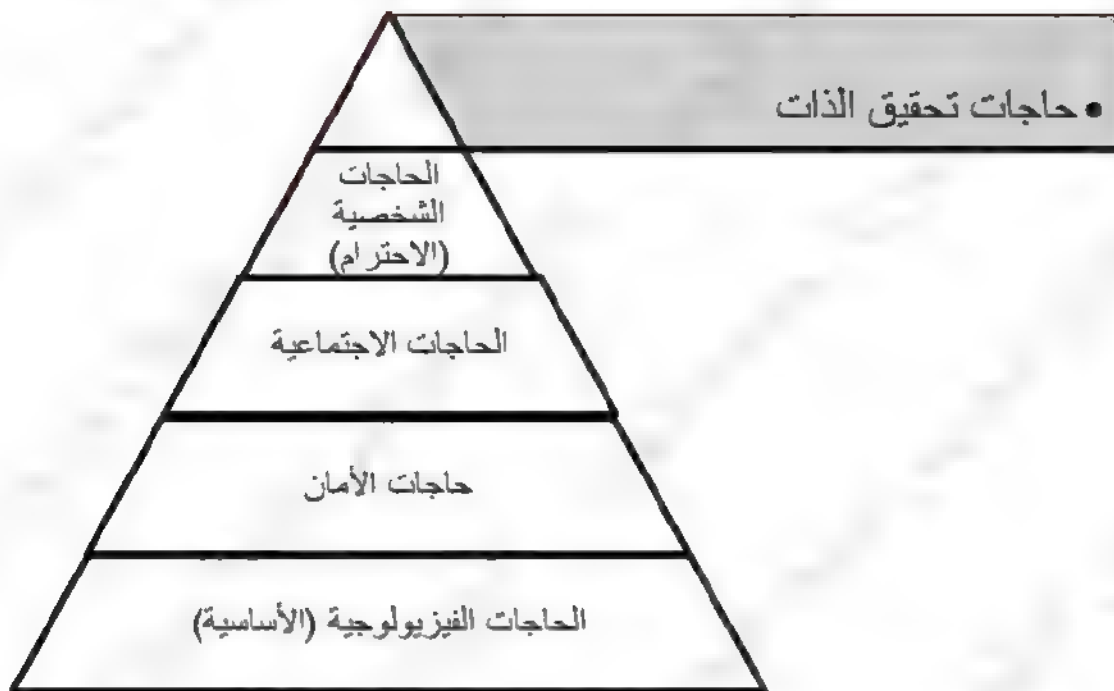 • حاجات تحقيق الذات
الحاجات
الشخصية
(الاحترام)
الحاجات الاجتماعية
حاجات الأمان
الحاجات الفيزيولوجية (الأساسية)